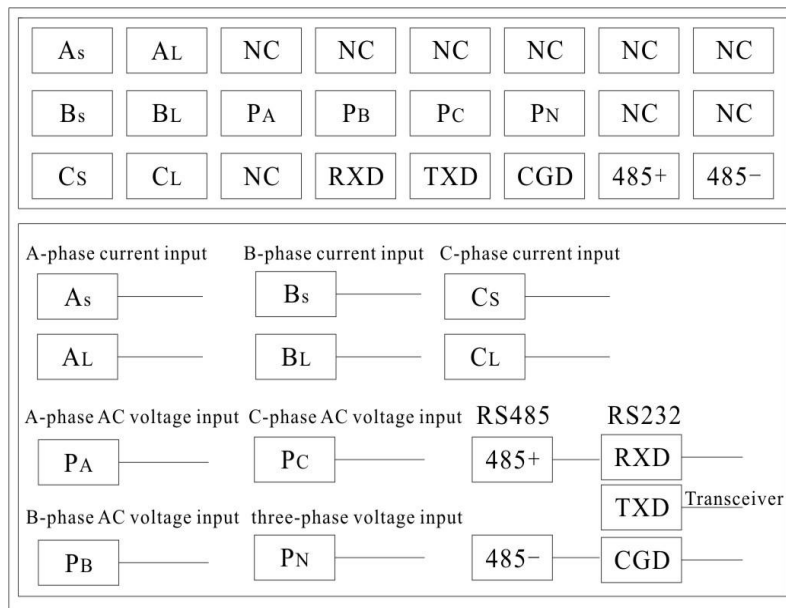 As AL NC NC NC NC NC NC
Bs BL PA PB PC PN NC NC
CS CL NC RXD TXD CGD 485+ 485-
A-phase current input B-phase current input C-phase current input
As Bs CS
AL BL CL
A-phase AC voltage input C-phase AC voltage input RS485 RS232
PA PC 485+ RXD
TXD Transceiver
B-phase AC voltage input three-phase voltage input
PB PN 485- CGD